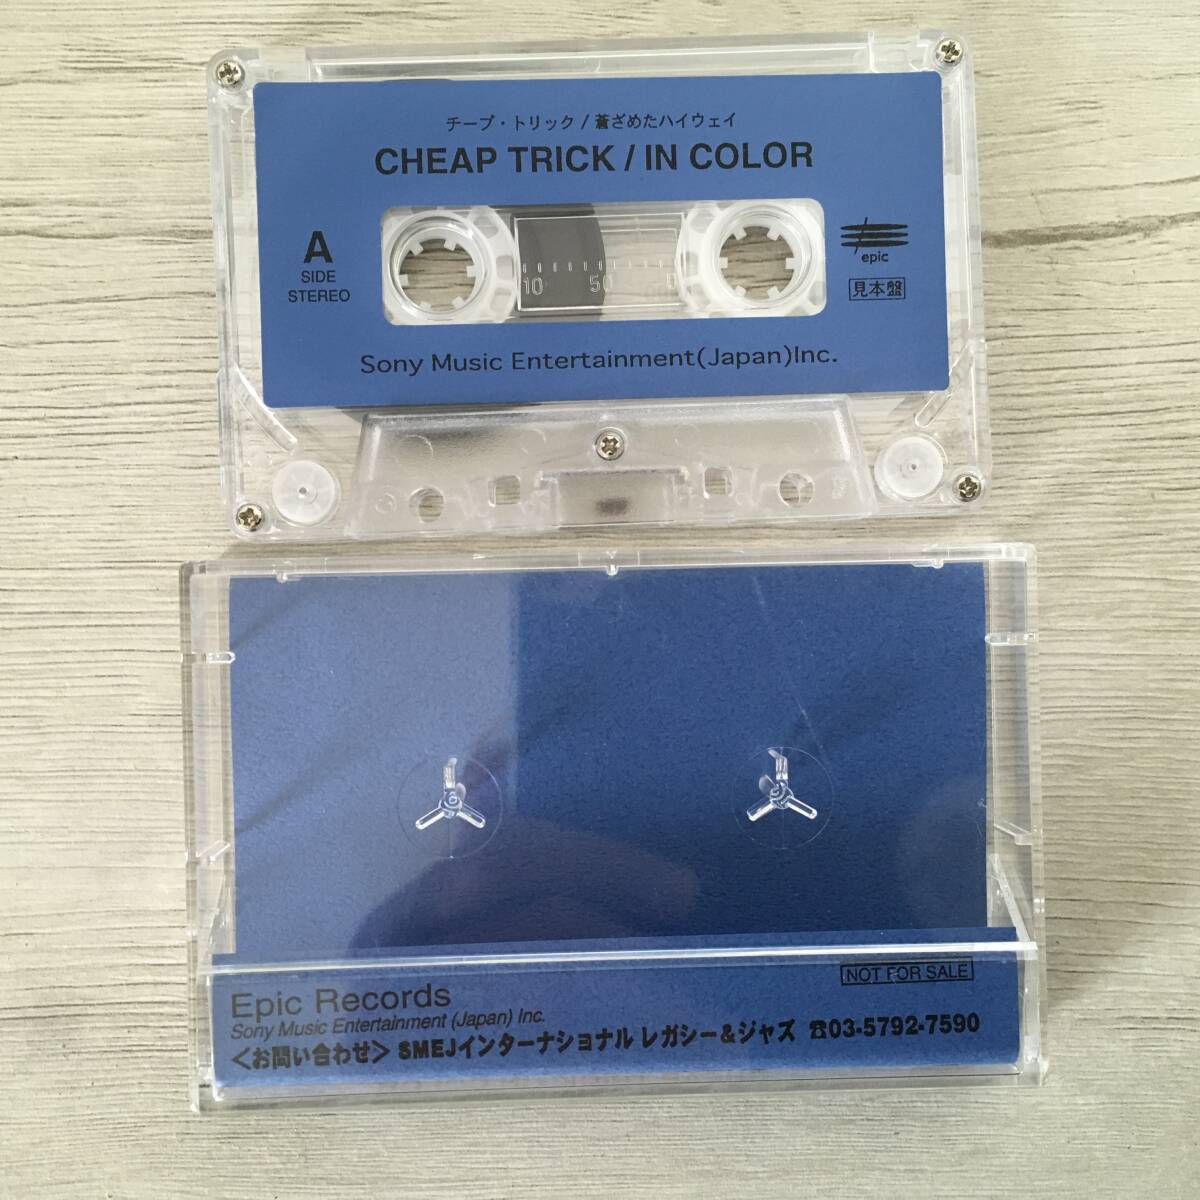 チープ・トリック / 蒼ざめたハイウェイ
CHEAP TRICK / IN COLOR
A
SIDE
STEREO
epic
見本盤
10 50 0
Sony Music Entertainment(Japan)Inc.
NOT FOR SALE
Epic Records
Sony Music Entertainment (Japan) Inc.
<お問い合わせ> SMEJインターナショナル レガシー&ジャズ ☎03-5792-7590